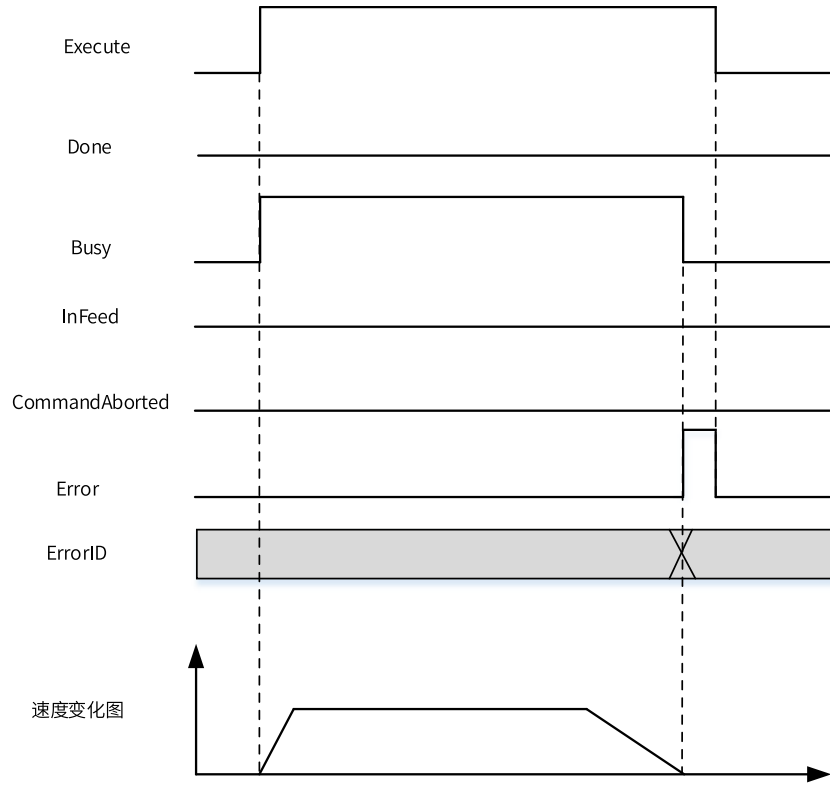 Execute
Done
Busy
InFeed
CommandAborted
Error
ErrorID
速度变化图